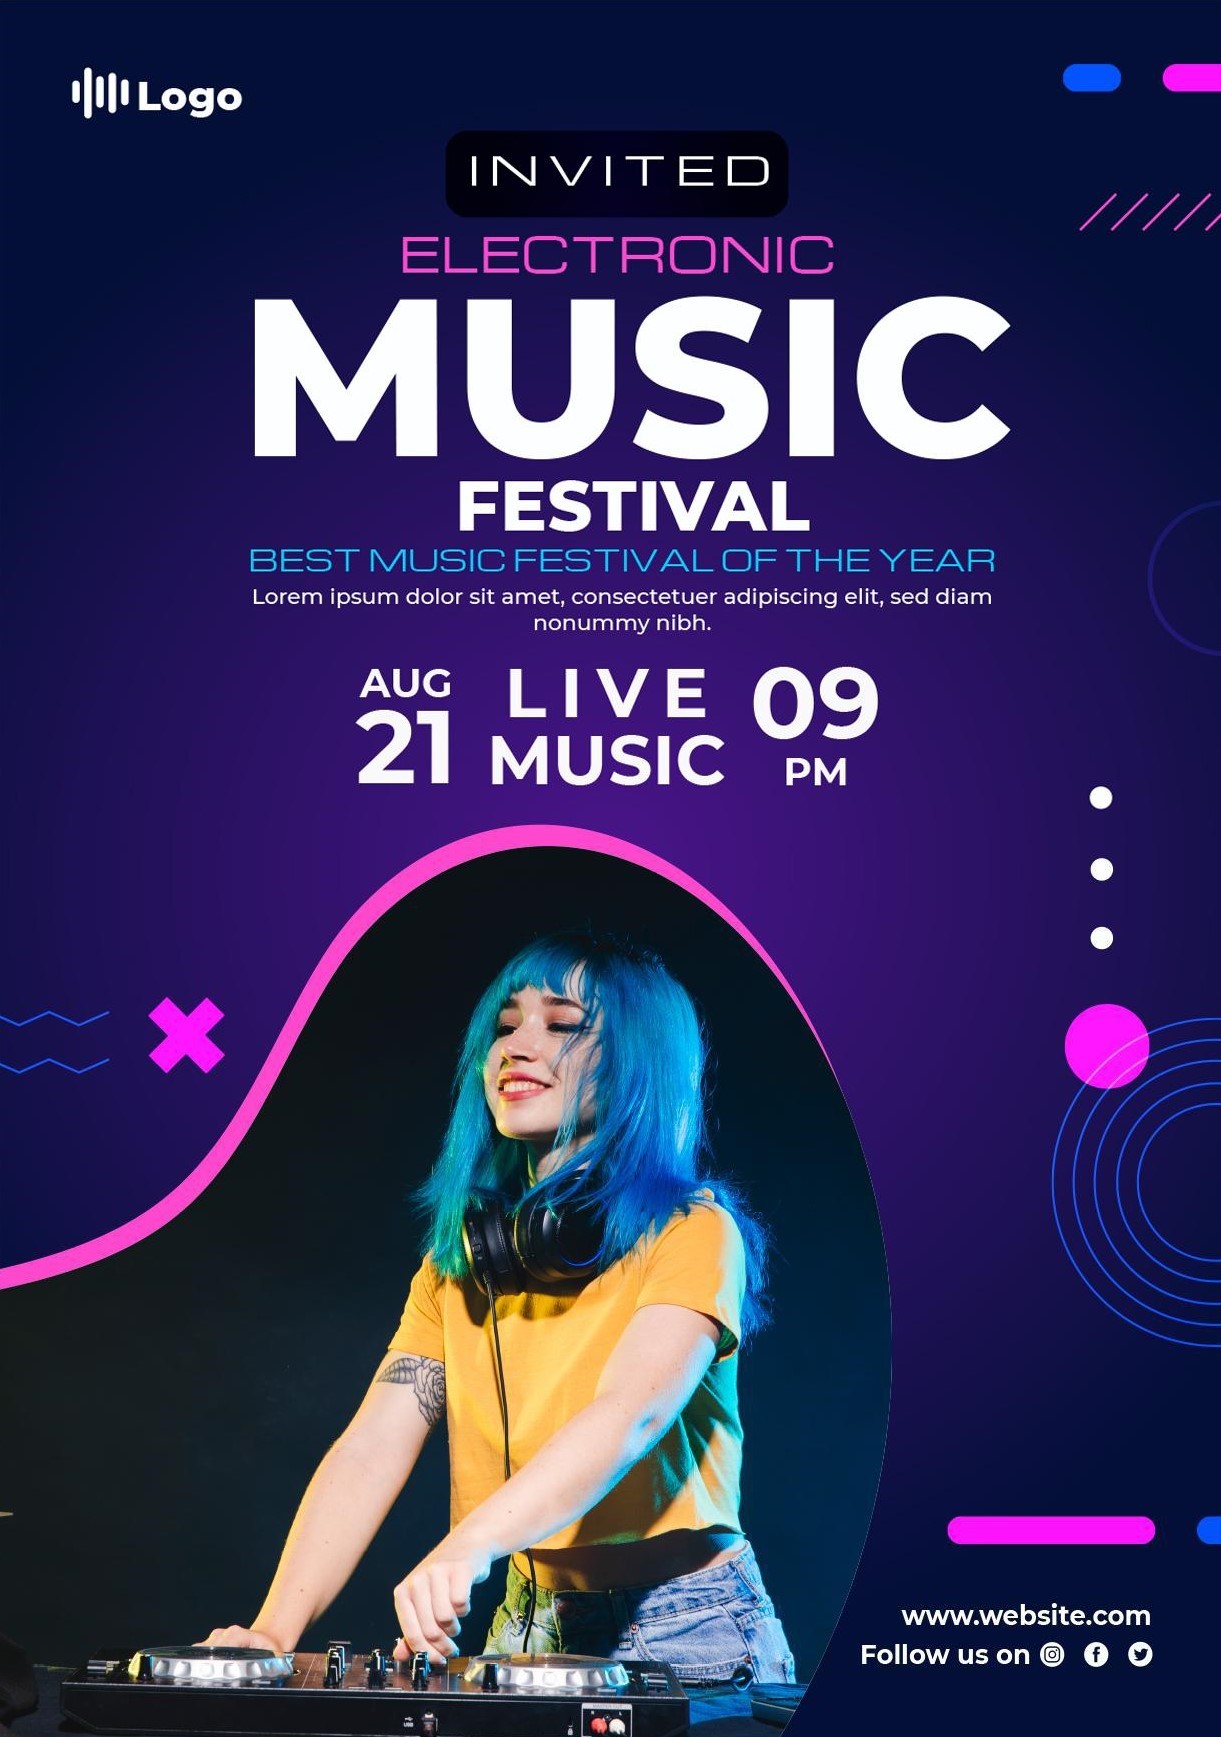 Logo
INVITED
ELECTRONIC
MUSIC
FESTIVAL
BEST MUSIC FESTIVAL OF THE YEAR
Lorem ipsum dolor sit amet, consectetuer adipiscing elit, sed diam
nonummy nibh.
AUG
21
LIVE
MUSIC
09
PM
www.website.com
Follow us on
USB
R L